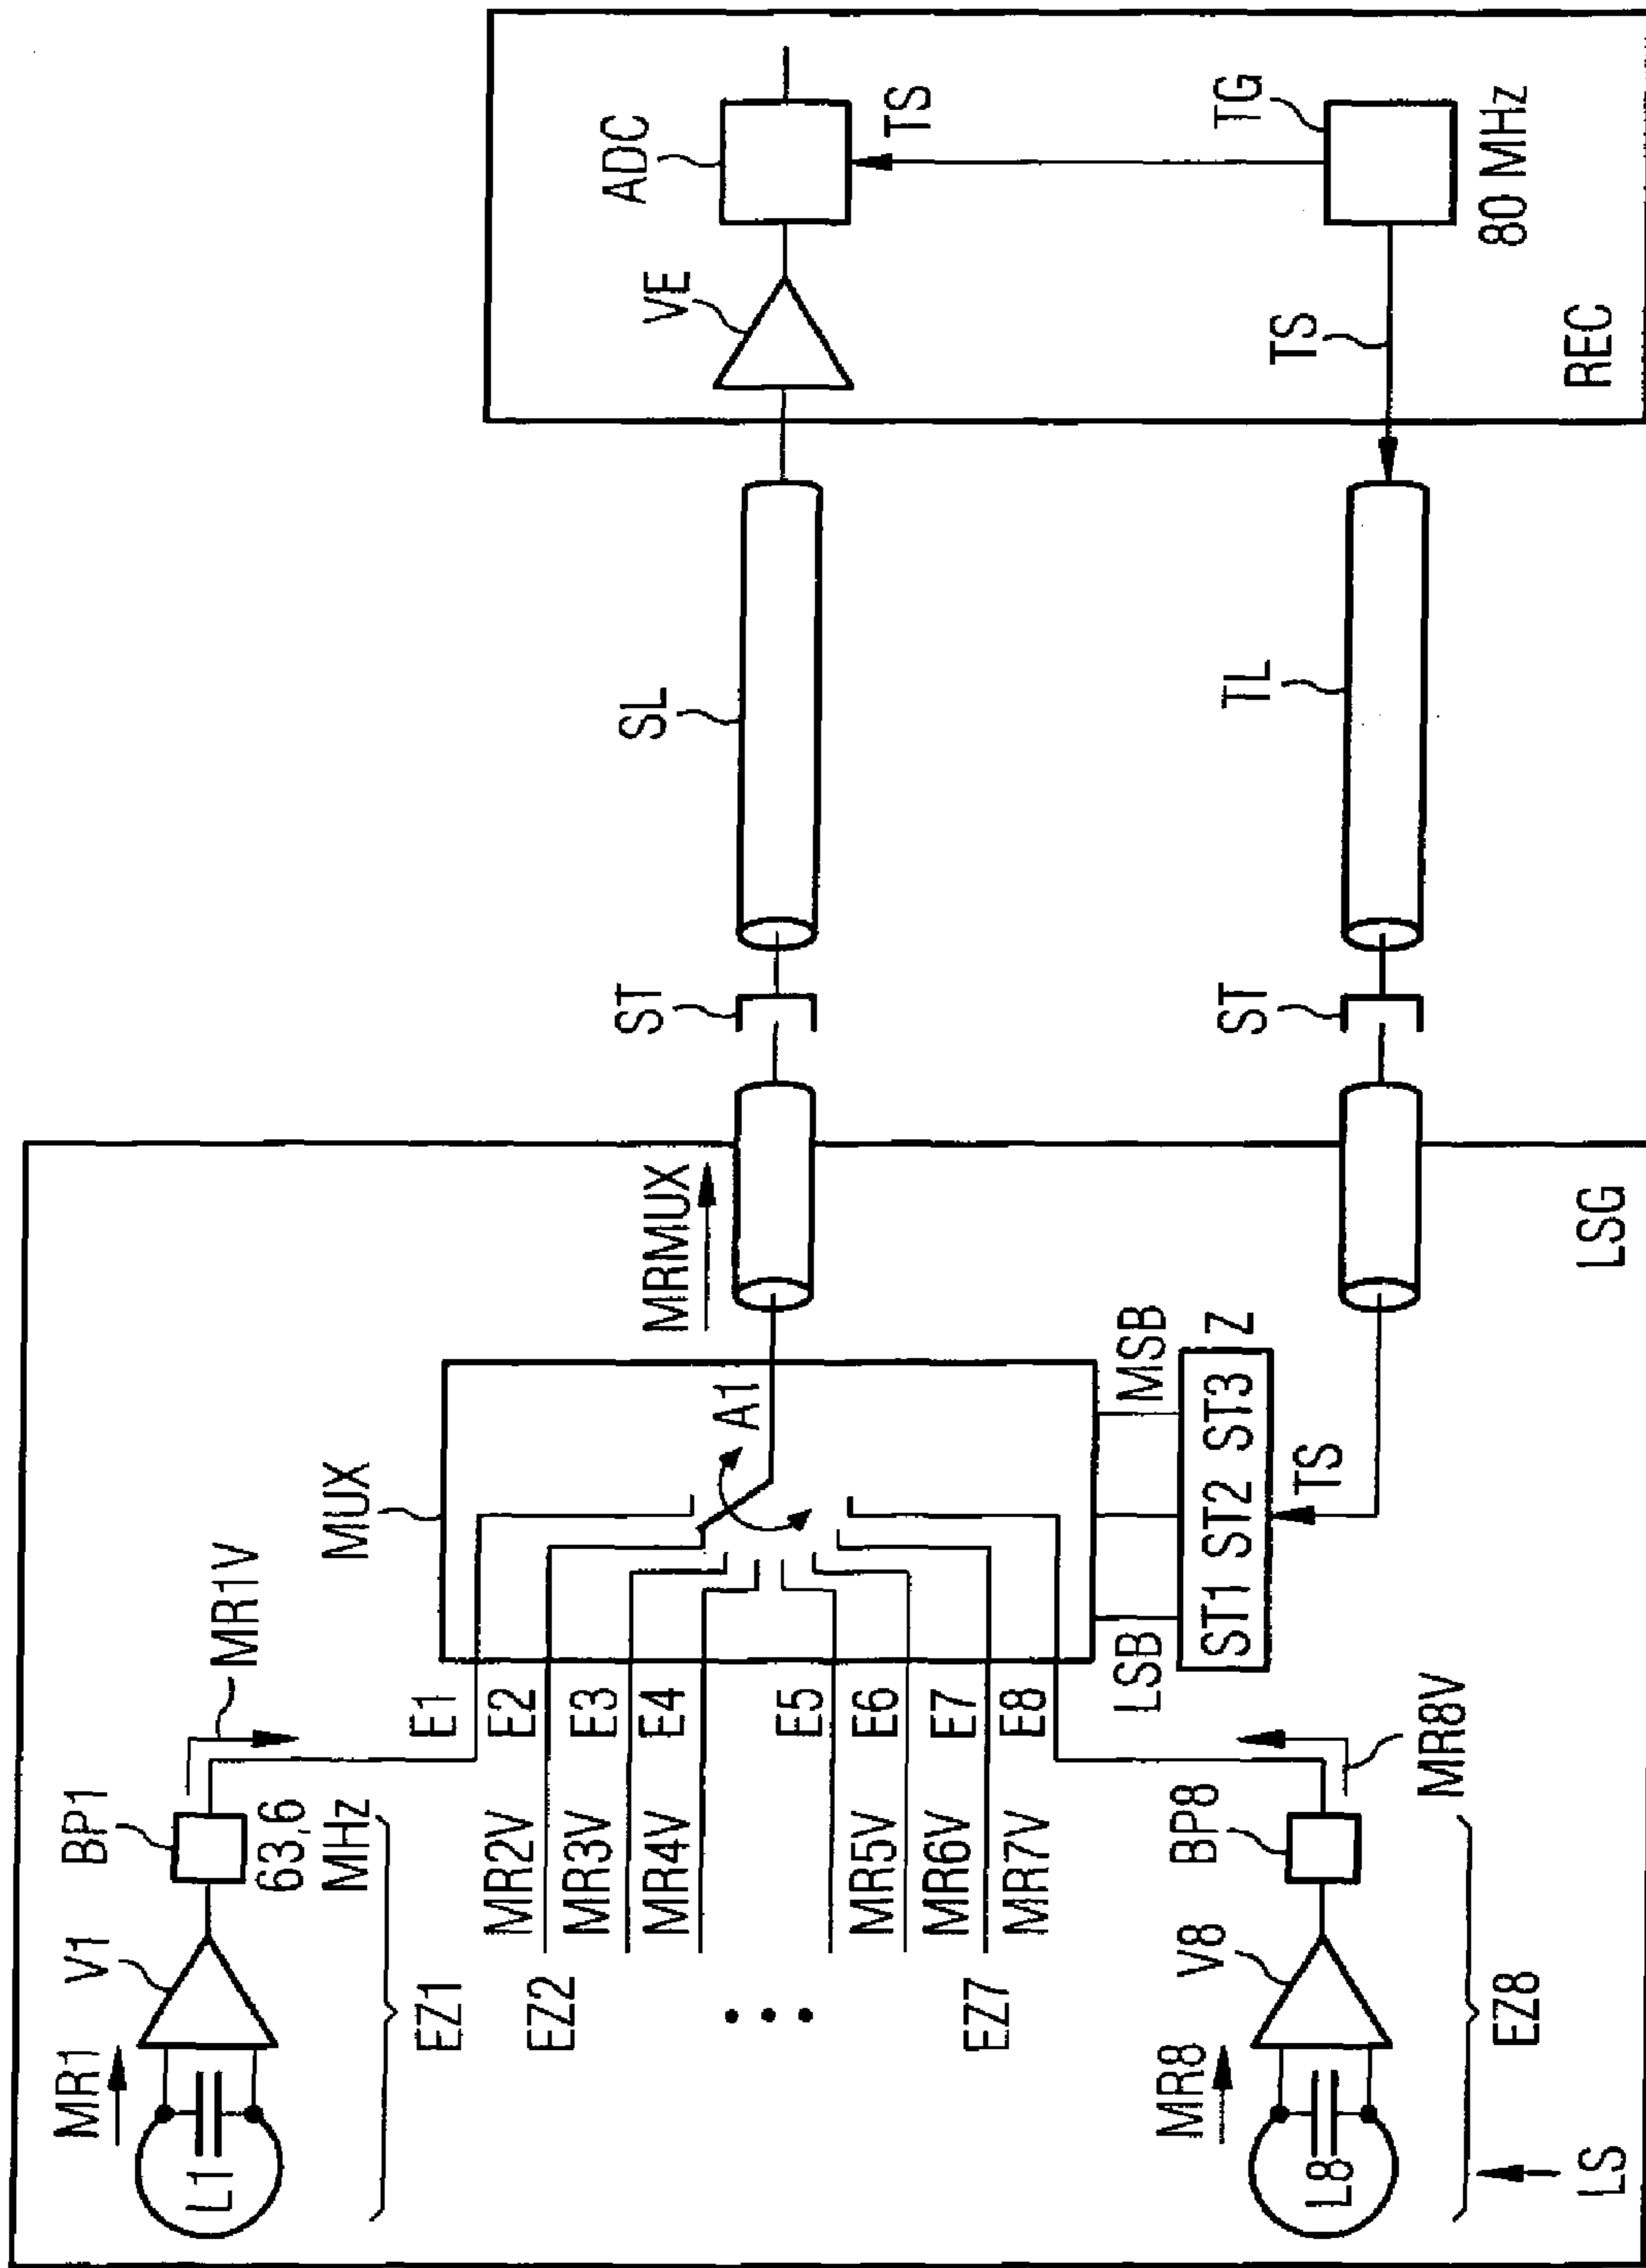 MR1
L1
V1
BP1
63,6
MHz
EZ1
MR1V
MUX
E1
E2
E3
E4
E5
E6
E7
E8
MR2V
MR3V
MR4V
MR5V
MR6V
MR7V
EZ2
EZ7
A1
MRMUX
LSB
MSB
ST1 ST2 ST3
Z
TS
MR8
L8
V8
BP8
MR8V
EZ8
LS
LSG
ST
ST
SL
TL
VE
ADC
TS
TG
80 MHz
TS
REC